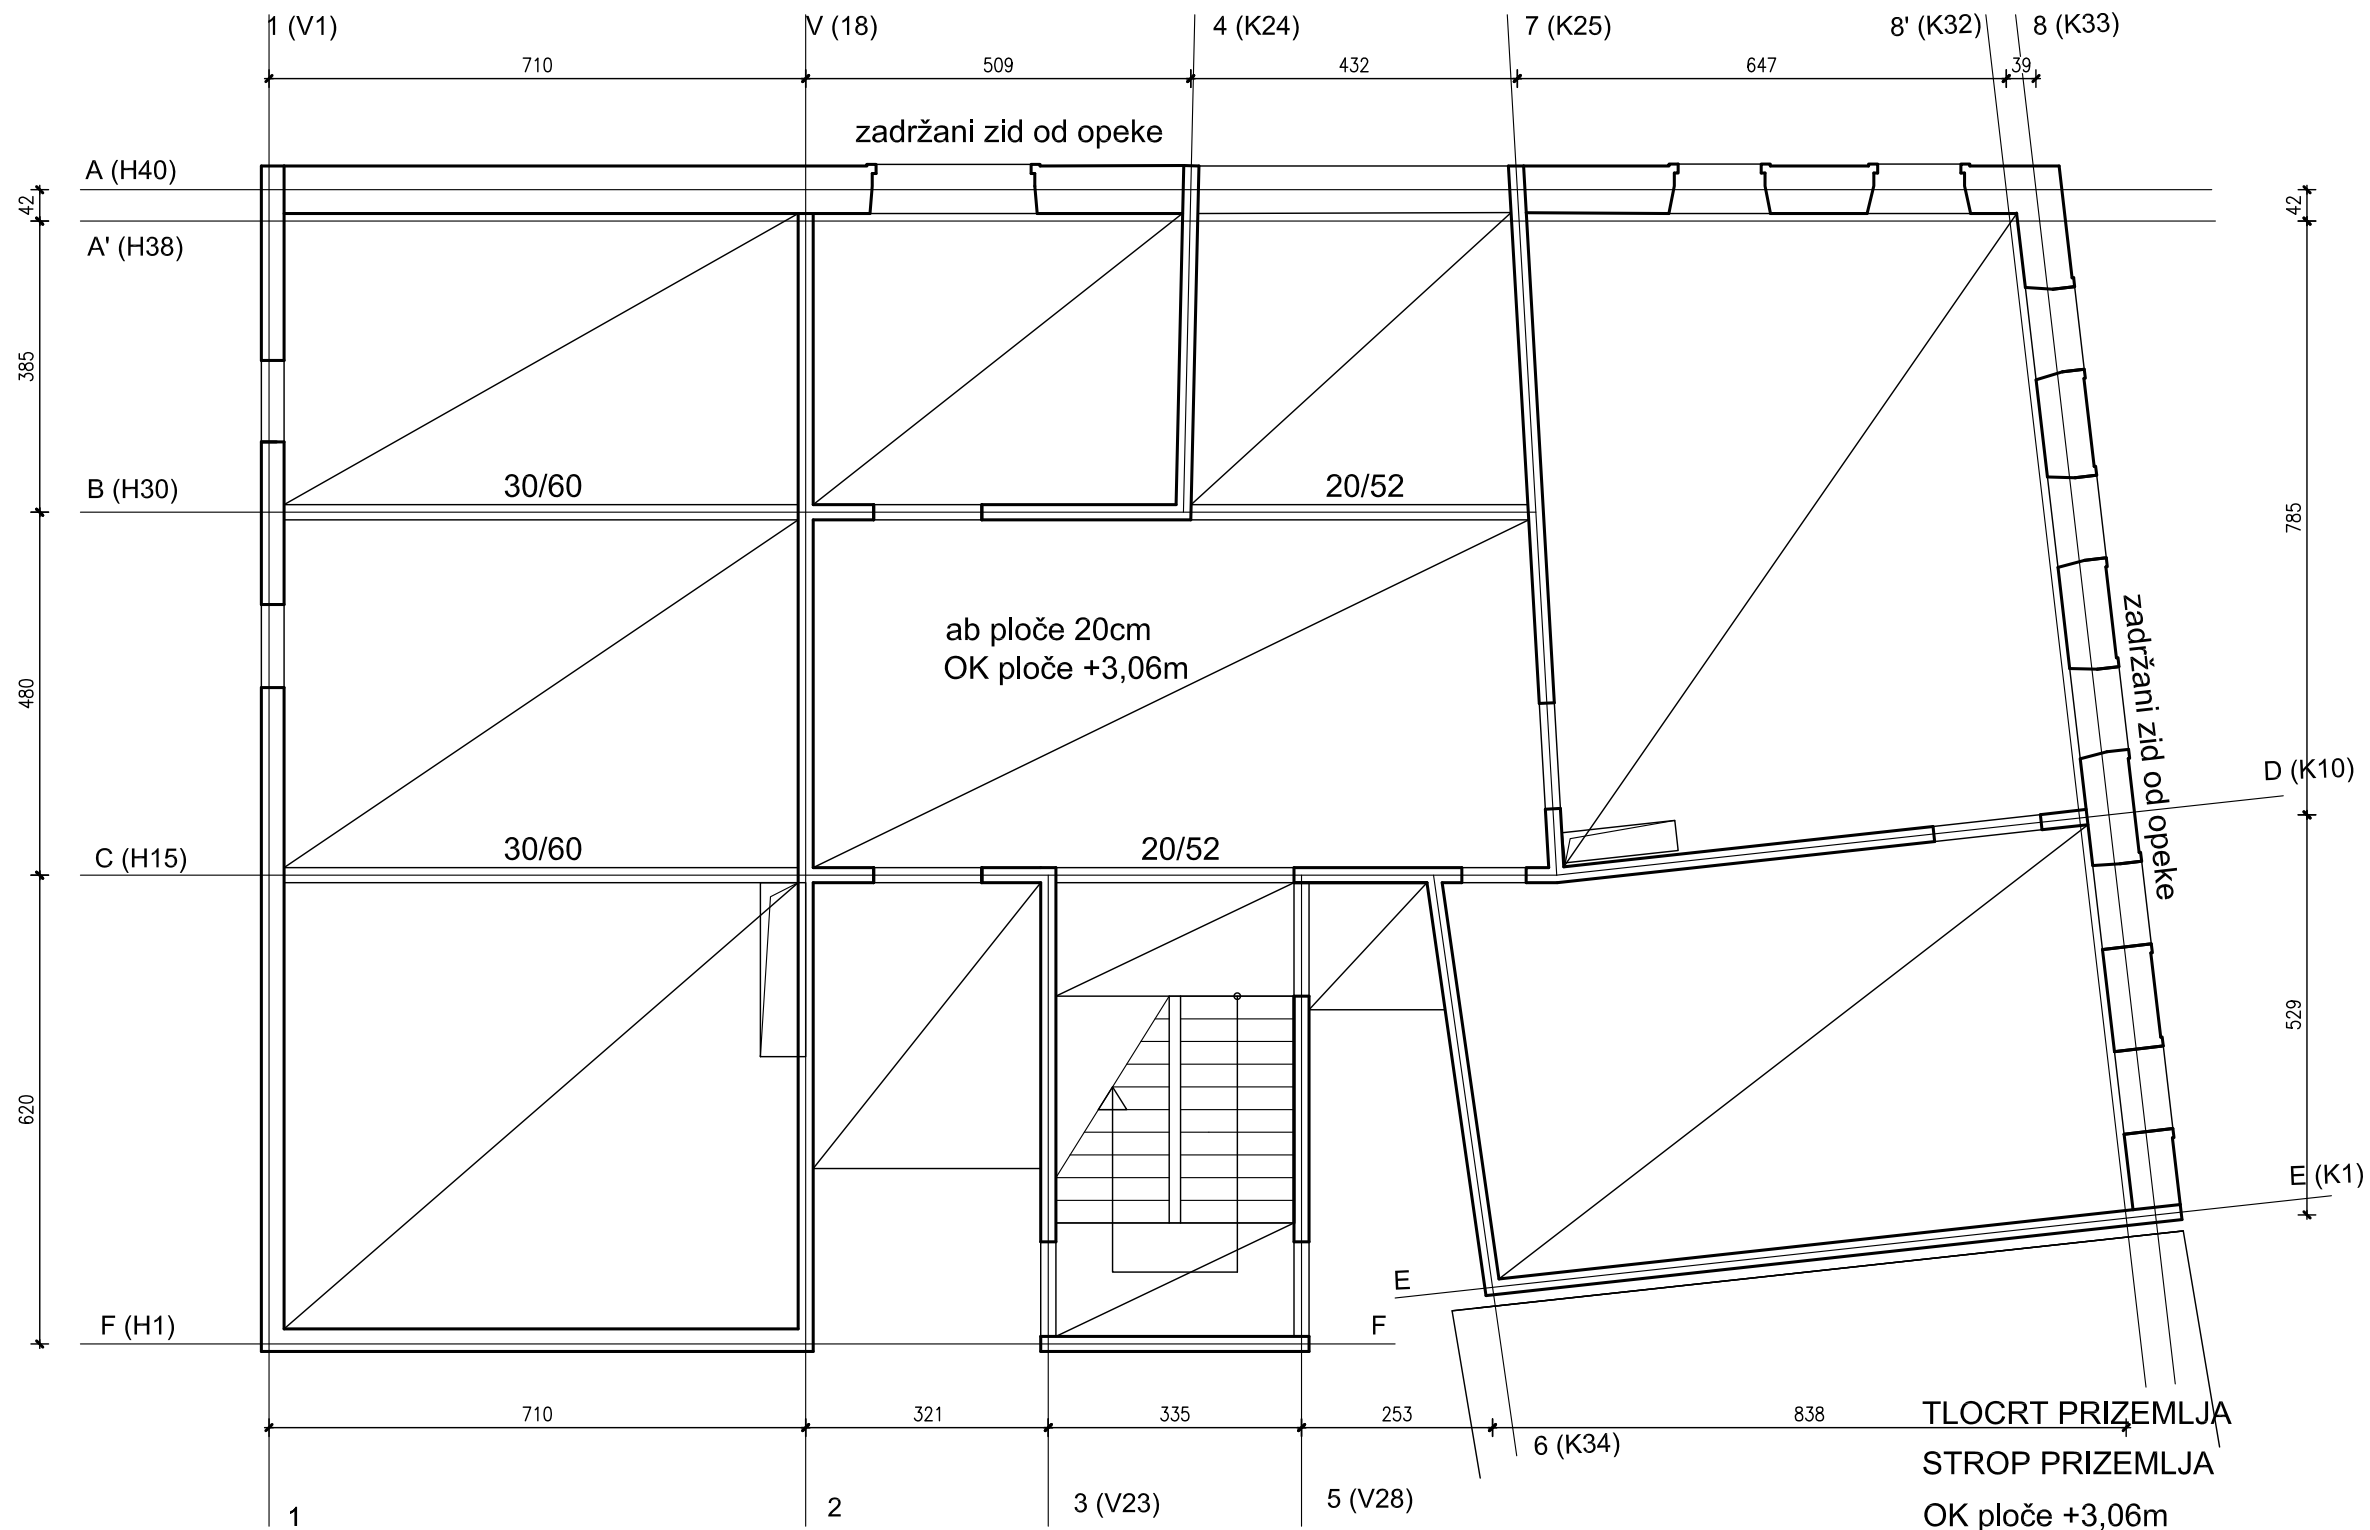 1 (V1)
V (18)
4 (K24)
7 (K25)
8' (K32)
8 (K33)
710
509
432
647
39
zadržani zid od opeke
A (H40)
42
42
A' (H38)
385
B (H30)
30/60
20/52
785
ab ploče 20cm
OK ploče +3,06m
zadržani zid od opeke
480
D (K10)
C (H15)
30/60
20/52
529
620
E (K1)
E
F (H1)
F
710
321
335
253
838
TLOCRT PRIZEMLJA
6 (K34)
STROP PRIZEMLJA
1
2
3 (V23)
5 (V28)
OK ploče +3,06m